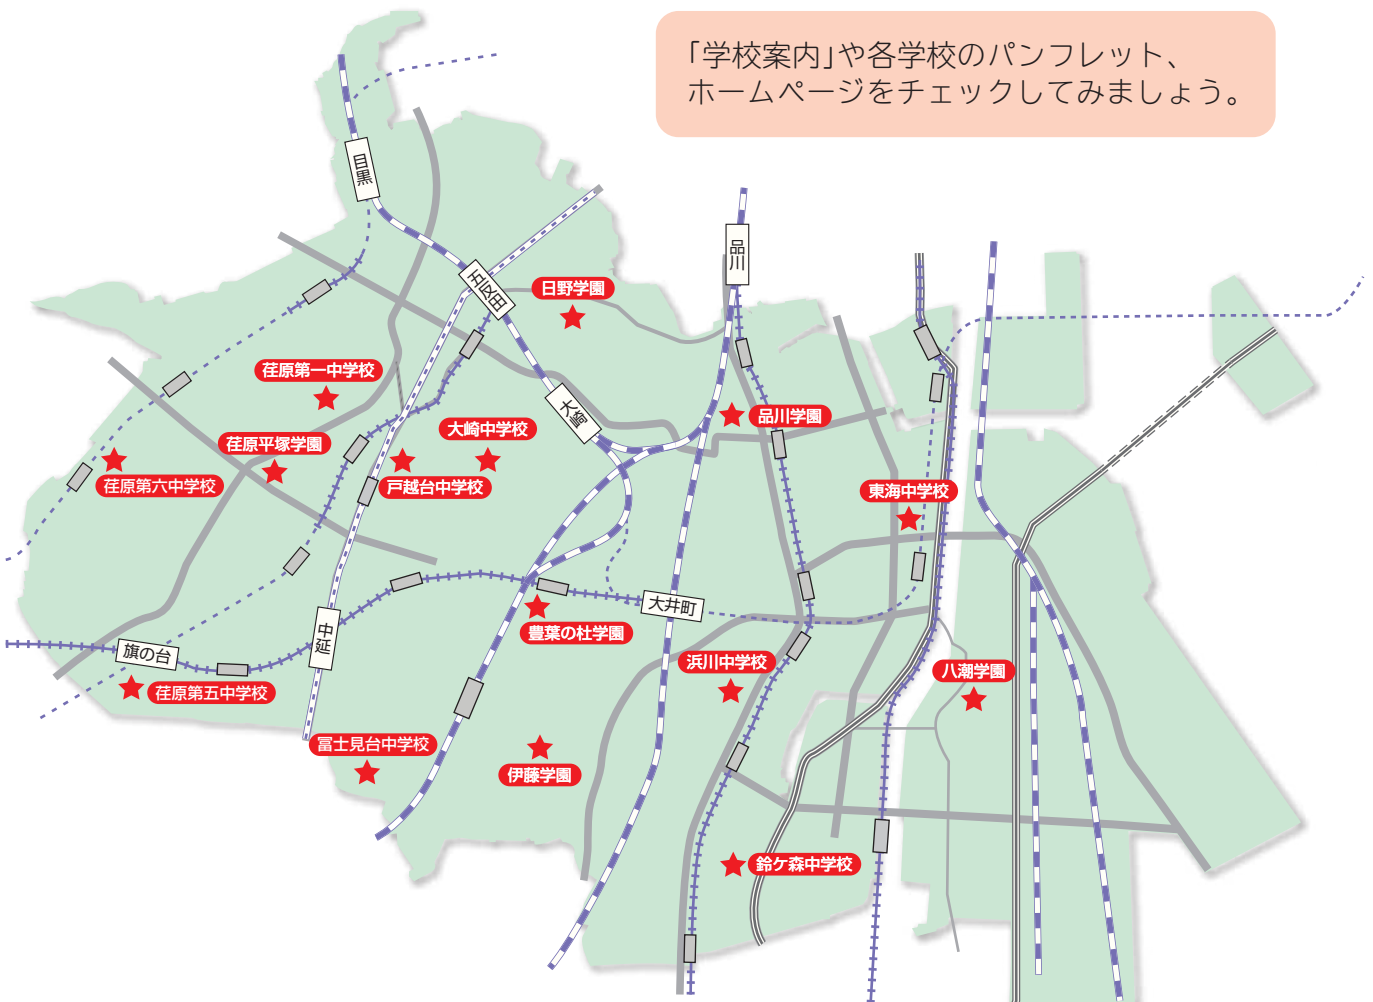 「学校案内」や各学校のパンフレット、
ホームページをチェックしてみましょう。
目黒
品川
五反田
日野学園
荏原第一中学校
大崎
品川学園
大崎中学校
荏原平塚学園
荏原第六中学校
戸越台中学校
東海中学校
大井町
豊葉の杜学園
中延
旗の台
浜川中学校
八潮学園
荏原第五中学校
冨士見台中学校
伊藤学園
鈴ケ森中学校